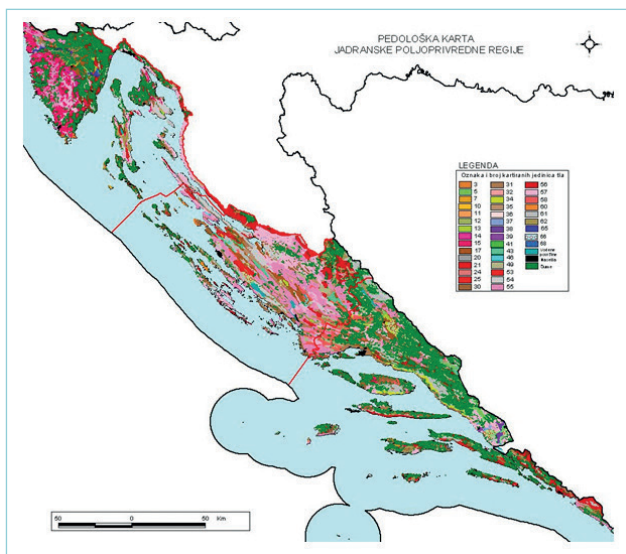 PEDOLOŠKA KARTA
JADRANSKE POLJOPRIVREDNE REGIJE
LEGENDA
Oznaka i broj kartiranih jedinica tla
3 31 56
5 32 57
7 34 58
10 35 60
11 36 61
12 37 62
13 38 65
14 39 66
15 41
17 43
20 46
21 49
24 53
25 54
30 55
50 0 50 Km